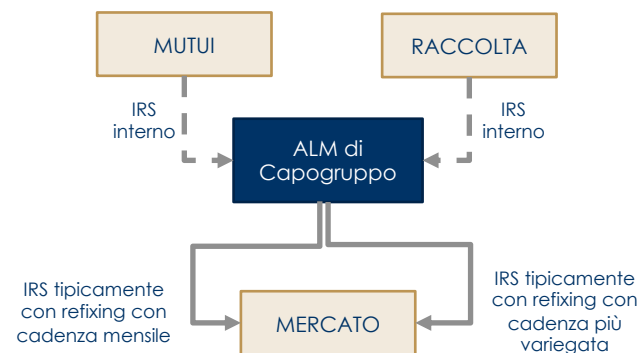 MUTUI
RACCOLTA
IRS
interno
IRS
interno
ALM di
Capogruppo
IRS tipicamente
con refixing con
cadenza mensile
MERCATO
IRS tipicamente
con refixing con
cadenza più
variegata